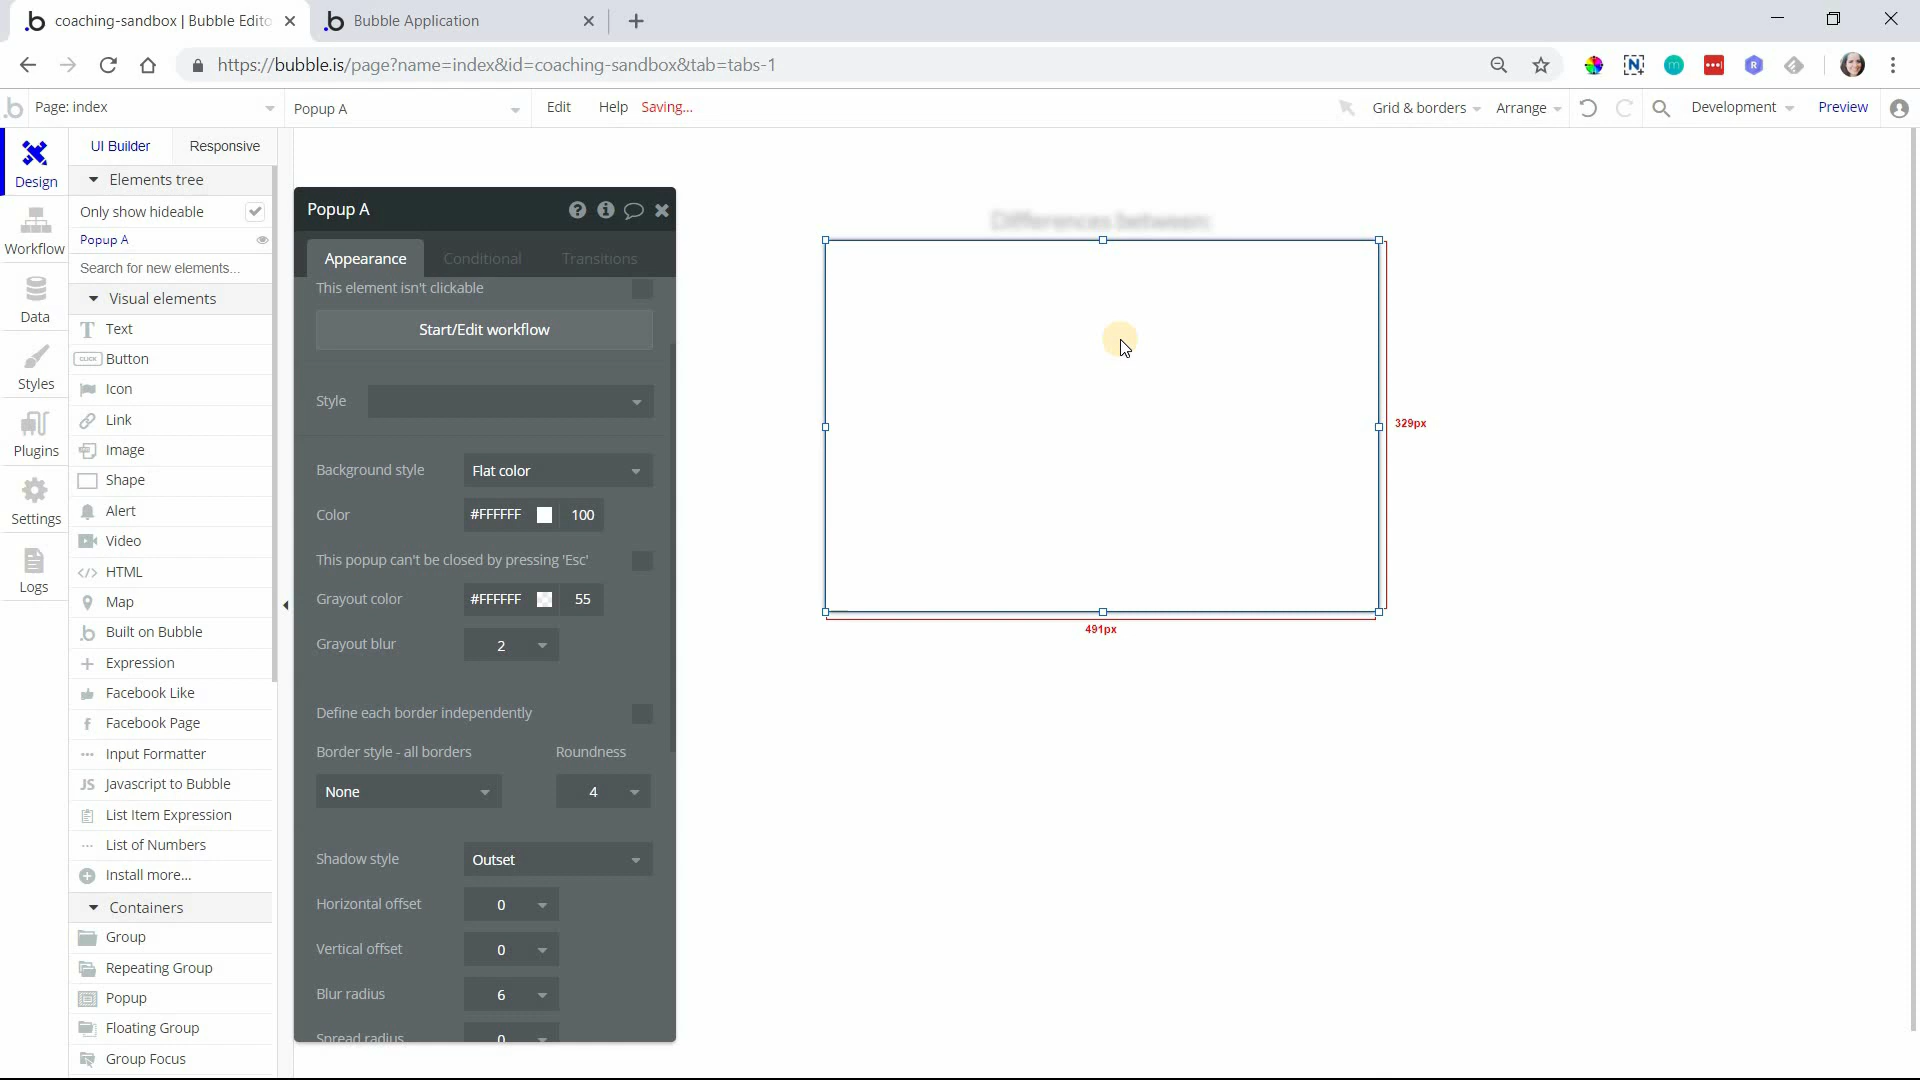 coaching-sandbox | Bubble Edito
Bubble Application
https://bubble.is/page?name=index&id=coaching-sandbox&tab=tabs-1
Page: index
Popup A
Edit
Help
Saving...
Grid & borders
Arrange
Development
Preview
Design
Workflow
Data
Styles
Plugins
Settings
Logs
UI Builder
Responsive
Elements tree
Only show hideable
Popup A
Search for new elements...
Visual elements
Text
CLICK Button
Icon
Link
Image
Shape
Alert
Video
HTML
Map
Built on Bubble
Expression
Facebook Like
Facebook Page
Input Formatter
JS Javascript to Bubble
List Item Expression
List of Numbers
Install more...
Containers
Group
Repeating Group
Popup
Floating Group
Group Focus
Popup A
Appearance
Conditional
Transitions
This element isn't clickable
Start/Edit workflow
Style
Background style Flat color
Color #FFFFFF 100
This popup can't be closed by pressing 'Esc'
Grayout color #FFFFFF 55
Grayout blur 2
Define each border independently
Border style - all borders Roundness
None 4
Shadow style Outset
Horizontal offset 0
Vertical offset 0
Blur radius 6
Spread radius 0
Differences between:
329px
491px